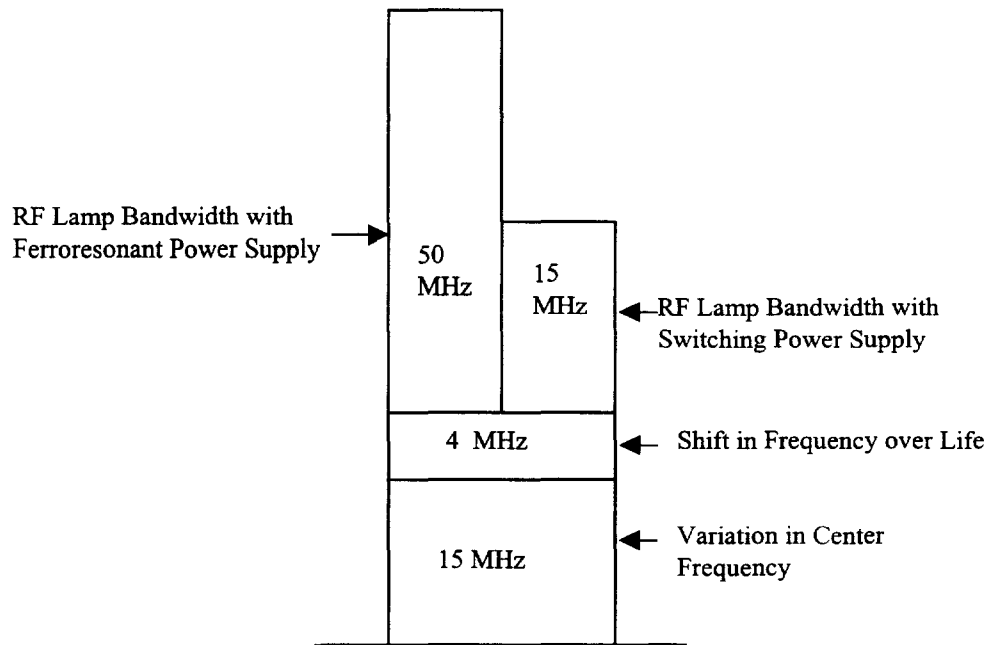 RF Lamp Bandwidth with
Ferroresonant Power Supply
50
MHz
15
MHz
RF Lamp Bandwidth with
Switching Power Supply
4 MHz
Shift in Frequency over Life
15 MHz
Variation in Center
Frequency